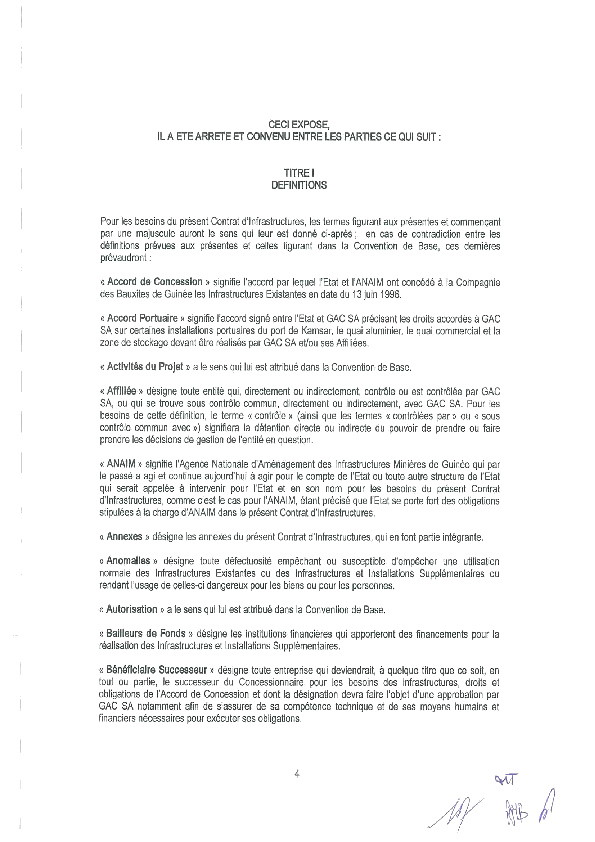 CECI EXPOSE,
IL A ETE ARRETE ET CONVENU ENTRE LES PARTIES CE QUI SUIT :
TITRE I
DEFINITIONS
Pour les besoins du présent Contrat d'Infrastructures, les termes figurant aux présentes et commençant
par une majuscule auront le sens qui leur est donné ci-après ; en cas de contradiction entre les
définitions prévues aux présentes et celles figurant dans la Convention de Base, ces dernières
prévaudront :
« Accord de Concession » signifie l'accord par lequel l'Etat et l'ANAIM ont concédé à la Compagnie
des Bauxites de Guinée les Infrastructures Existantes en date du 13 juin 1996.
« Accord Portuaire » signifie l'accord signé entre l'Etat et GAC SA précisant les droits accordés à GAC
SA sur certaines installations portuaires du port de Kamsar, le quai aluminier, le quai commercial et la
zone de stockage devant être réalisés par GAC SA et/ou ses Affiliées.
« Activités du Projet » a le sens qui lui est attribué dans la Convention de Base.
« Affiliée » désigne toute entité qui, directement ou indirectement, contrôle ou est contrôlée par GAC
SA, ou qui se trouve sous contrôle commun, directement ou indirectement, avec GAC SA. Pour les
besoins de cette définition, le terme « contrôle » (ainsi que les termes « contrôlées par » ou « sous
contrôle commun avec ») signifiera la détention directe ou indirecte du pouvoir de prendre ou faire
prendre les décisions de gestion de l'entité en question.
« ANAIM » signifie l'Agence Nationale d'Aménagement des Infrastructures Minières de Guinée qui par
le passé a agi et continue aujourd'hui à agir pour le compte de l'Etat ou toute autre structure de l'Etat
qui serait appelée à intervenir pour l'Etat et en son nom pour les besoins du présent Contrat
d'Infrastructures, comme c'est le cas pour l'ANAIM, étant précisé que l'Etat se porte fort des obligations
stipulées à la charge d'ANAIM dans le présent Contrat d'Infrastructures.
« Annexes » désigne les annexes du présent Contrat d'Infrastructures, qui en font partie intégrante.
« Anomalies » désigne toute défectuosité empêchant ou susceptible d'empêcher une utilisation
normale des Infrastructures Existantes ou des Infrastructures et Installations Supplémentaires ou
rendant l'usage de celles-ci dangereux pour les biens ou pour les personnes.
« Autorisation » a le sens qui lui est attribué dans la Convention de Base.
« Bailleurs de Fonds » désigne les institutions financières qui apporteront des financements pour la
réalisation des Infrastructures et Installations Supplémentaires.
« Bénéficiaire Successeur » désigne toute entreprise qui deviendrait, à quelque titre que ce soit, en
tout ou partie, le successeur du Concessionnaire pour les besoins des Infrastructures, droits et
obligations de l'Accord de Concession et dont la désignation devra faire l'objet d'une approbation par
GAC SA notamment afin de s'assurer de sa compétence technique et de ses moyens humains et
financiers nécessaires pour exécuter ses obligations.
4